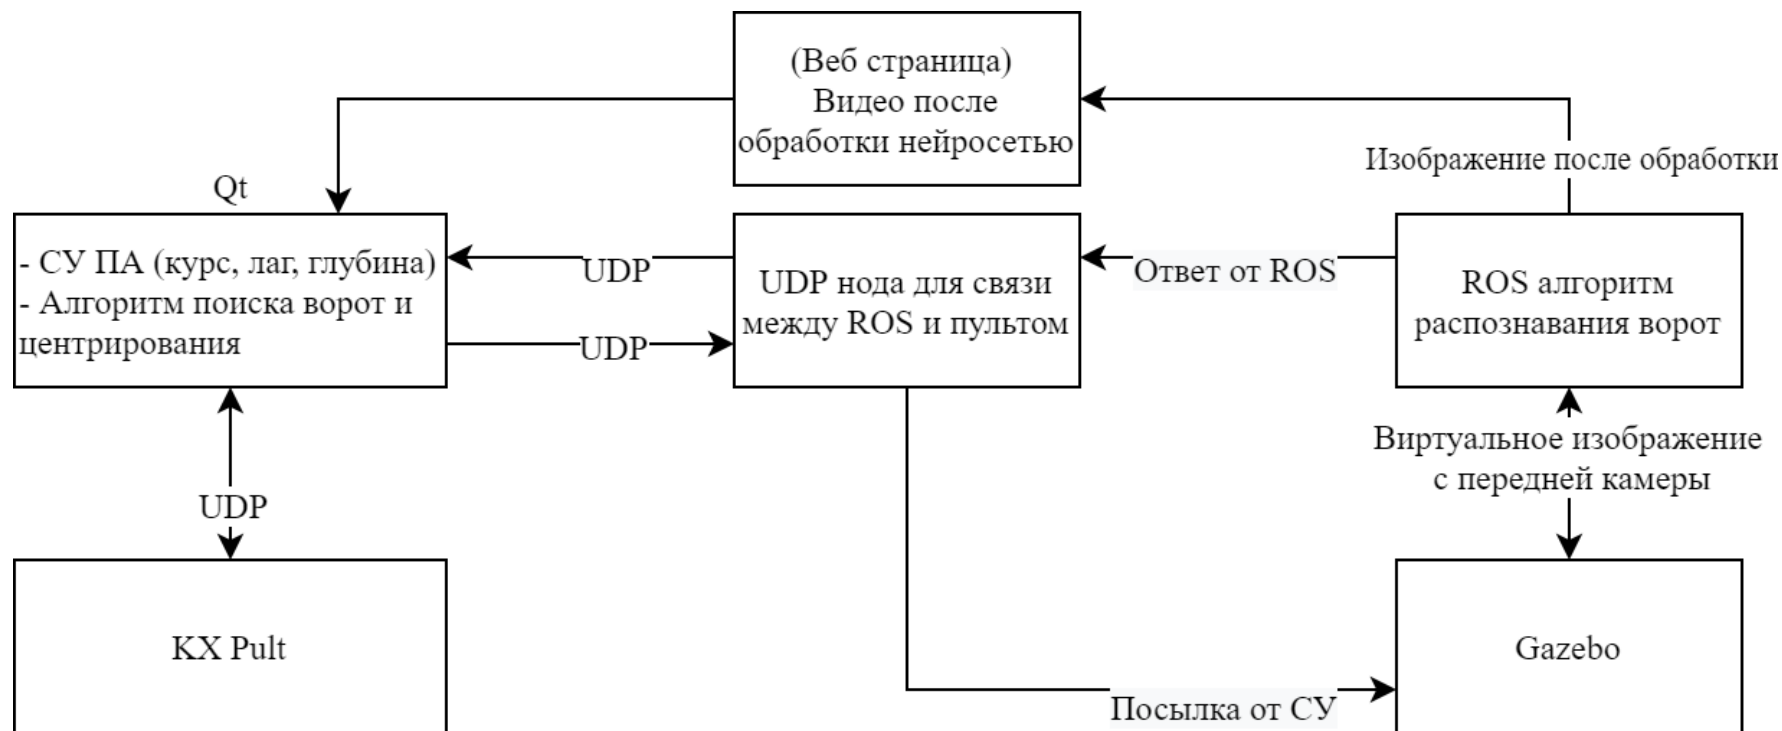 (Веб страница)
Видео после
обработки нейросетью
Изображение после обработки
Qt
- СУ ПА (курс, лаг, глубина)
- Алгоритм поиска ворот и
центрирования
UDP
UDP
UDP нода для связи
между ROS и пультом
Ответ от ROS
ROS алгоритм
распознавания ворот
Виртуальное изображение
с передней камеры
UDP
KX Pult
Посылка от СУ
Gazebo